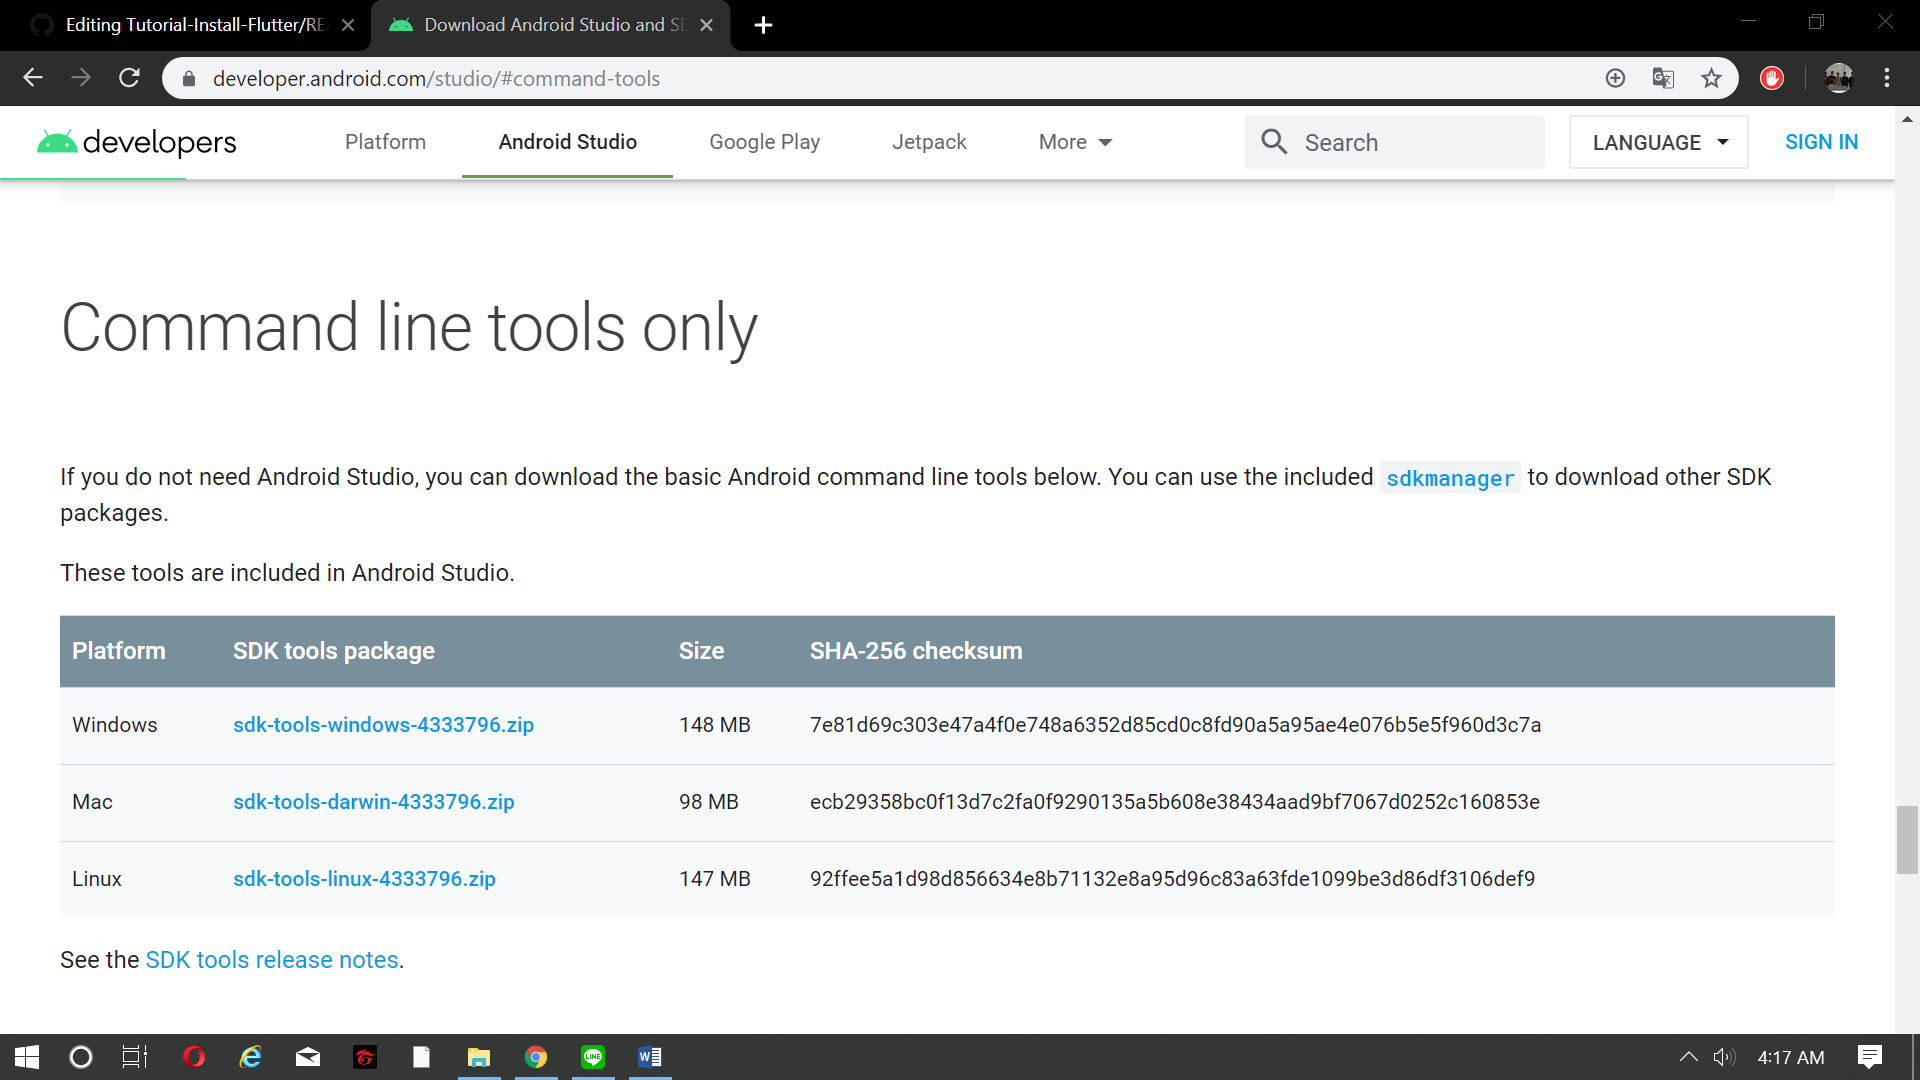 Editing Tutorial-Install-Flutter/RE
Download Android Studio and S
developer.android.com/studio/#command-tools
developers
Platform
Android Studio
Google Play
Jetpack
More
Search
LANGUAGE
SIGN IN
Command line tools only
If you do not need Android Studio, you can download the basic Android command line tools below. You can use the included sdkmanager to download other SDK
packages.
These tools are included in Android Studio.
Platform SDK tools package Size SHA-256 checksum
Windows sdk-tools-windows-4333796.zip 148 MB 7e81d69c303e47a4f0e748a6352d85cd0c8fd90a5a95ae4e076b5e5f960d3c7a
Mac sdk-tools-darwin-4333796.zip 98 MB ecb29358bc0f13d7c2fa0f9290135a5b608e38434aad9bf7067d0252c160853e
Linux sdk-tools-linux-4333796.zip 147 MB 92ffee5a1d98d856634e8b71132e8a95d96c83a63fde1099be3d86df3106def9
See the SDK tools release notes.
LINE
4:17 AM